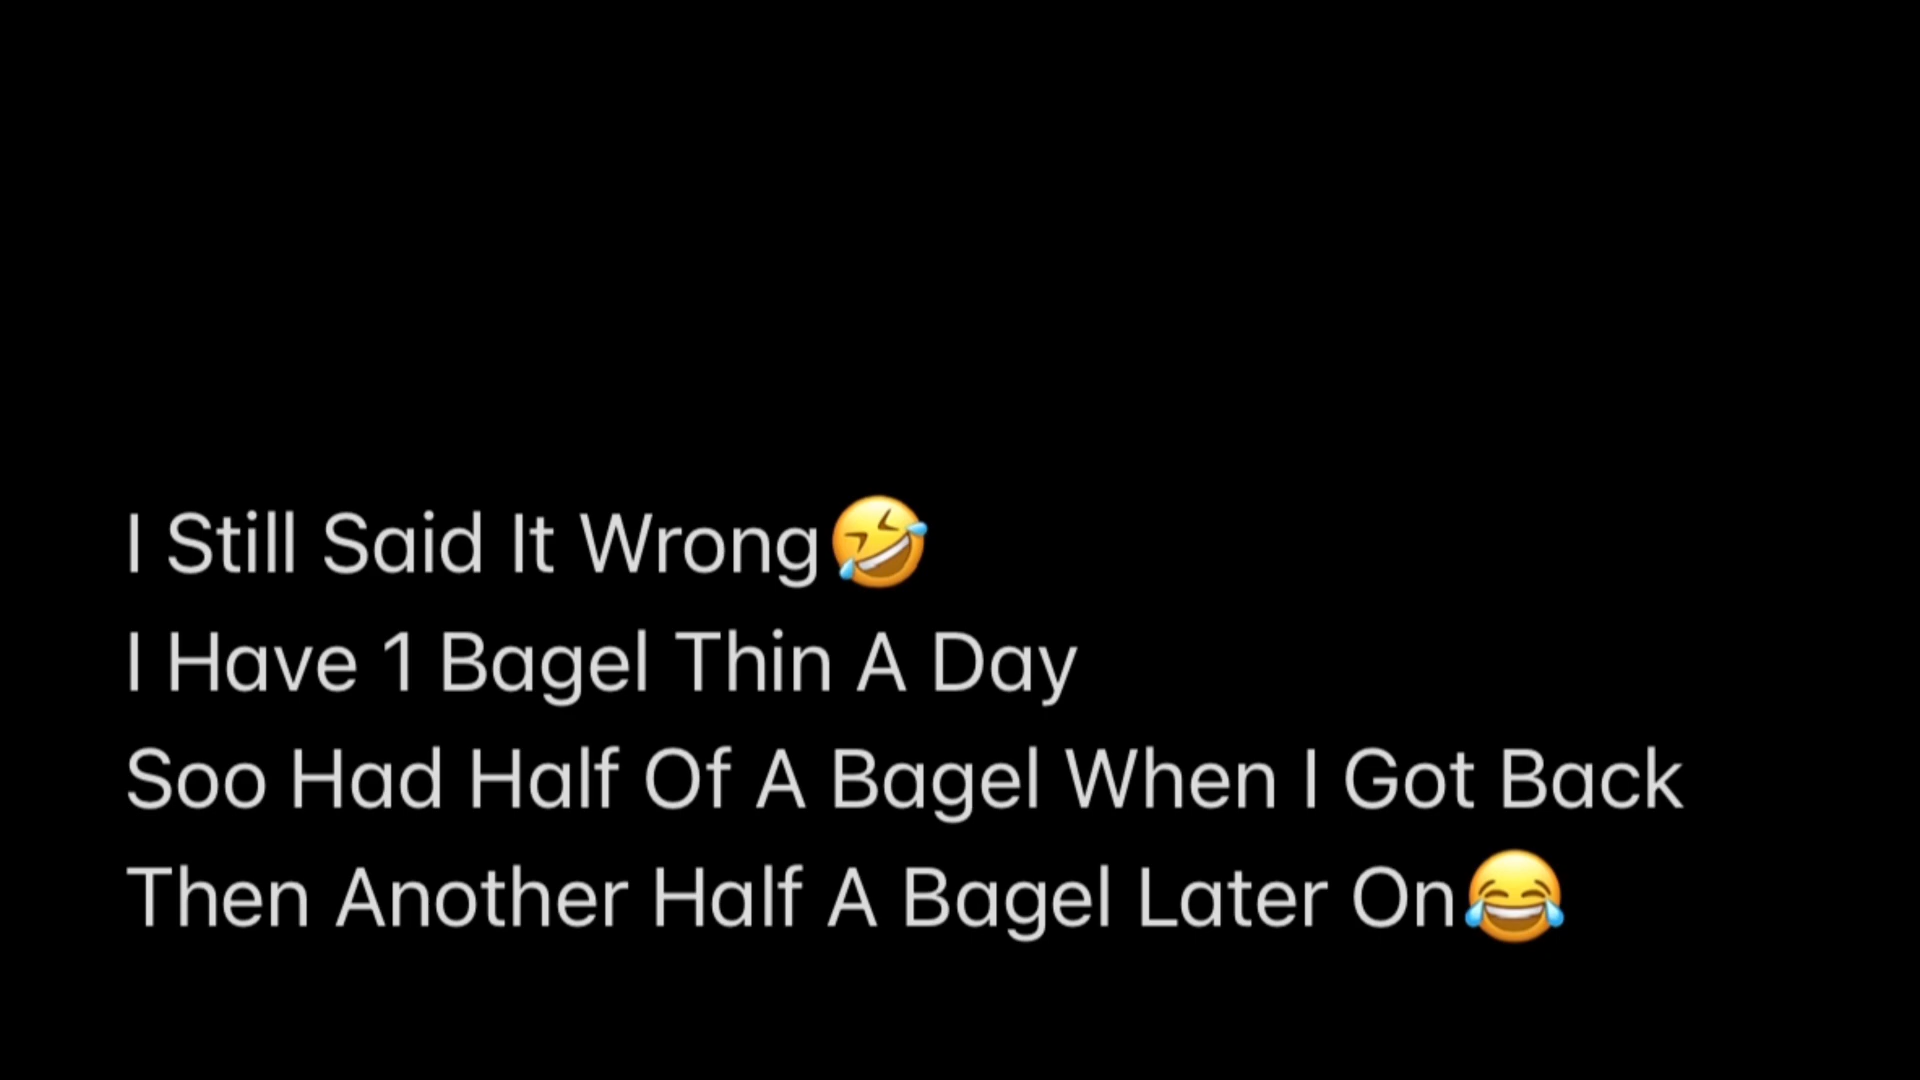 I Still Said It Wrong🤣
I Have 1 Bagel Thin A Day
Soo Had Half Of A Bagel When I Got Back
Then Another Half A Bagel Later On😂